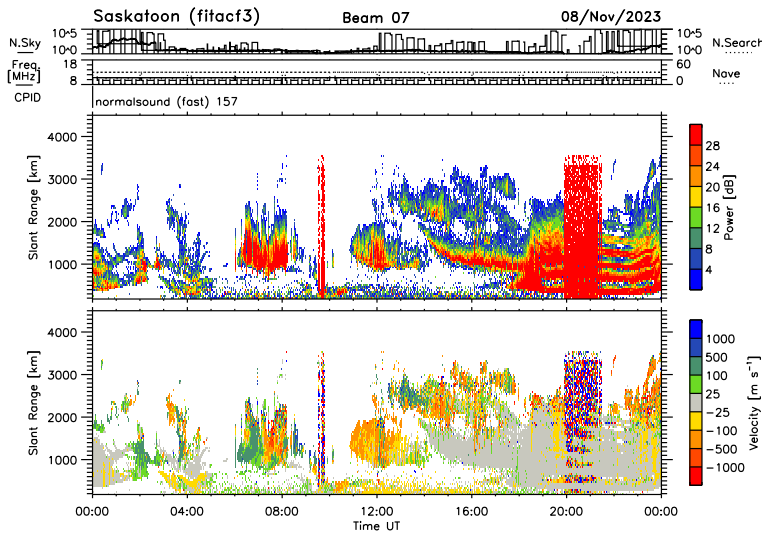 Saskatoon (fitacf3)
Beam 07
08/Nov/2023
N.Sky
10+5
10+0
10+5
10+0
N.Search
Freq.
[MHz]
18
8
60
0
Nave
CPID
normalsound (fast) 157
Slant Range [km]
4000
3000
2000
1000
28
24
20
16
12
8
4
Power [dB]
Slant Range [km]
4000
3000
2000
1000
1000
500
100
25
-25
-100
-500
-1000
Velocity [m s-1]
00:00
04:00
08:00
12:00
16:00
20:00
00:00
Time UT